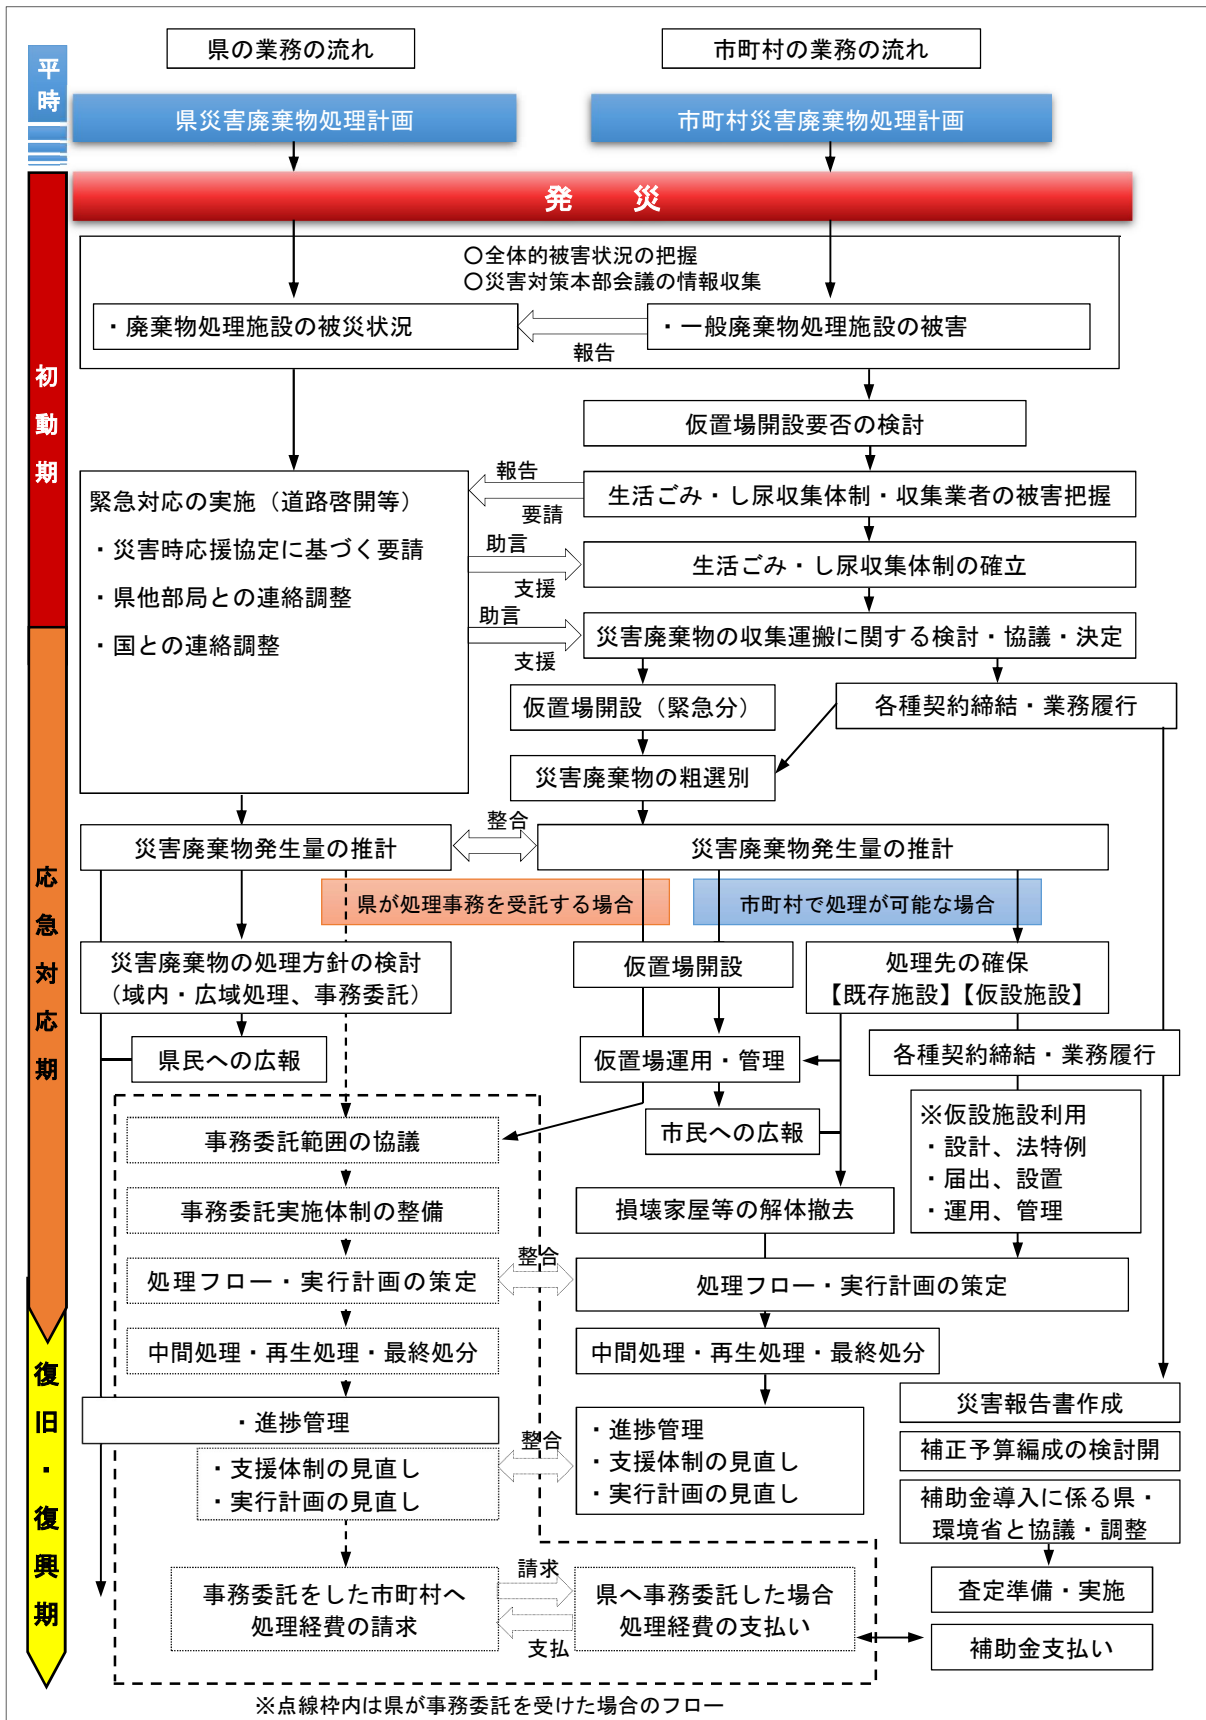 県の業務の流れ
市町村の業務の流れ
平時
県災害廃棄物処理計画
市町村災害廃棄物処理計画
発　災
初動期
○全体的被害状況の把握
○災害対策本部会議の情報収集
・廃棄物処理施設の被災状況
・一般廃棄物処理施設の被害
報告
仮置場開設要否の検討
緊急対応の実施（道路啓開等）
・災害時応援協定に基づく要請
・県他部局との連絡調整
・国との連絡調整
報告
要請
生活ごみ・し尿収集体制・収集業者の被害把握
助言
支援
生活ごみ・し尿収集体制の確立
助言
支援
災害廃棄物の収集運搬に関する検討・協議・決定
仮置場開設（緊急分）
各種契約締結・業務履行
災害廃棄物の粗選別
応急対応期
災害廃棄物発生量の推計
整合
災害廃棄物発生量の推計
県が処理事務を受託する場合
市町村で処理が可能な場合
災害廃棄物の処理方針の検討
（域内・広域処理、事務委託）
仮置場開設
処理先の確保
【既存施設】【仮設施設】
県民への広報
仮置場運用・管理
各種契約締結・業務履行
事務委託範囲の協議
市民への広報
※仮設施設利用
・設計、法特例
・届出、設置
・運用、管理
事務委託実施体制の整備
損壊家屋等の解体撤去
処理フロー・実行計画の策定
整合
処理フロー・実行計画の策定
復旧・復興期
中間処理・再生処理・最終処分
中間処理・再生処理・最終処分
・進捗管理
・支援体制の見直し
・実行計画の見直し
整合
・進捗管理
・支援体制の見直し
・実行計画の見直し
災害報告書作成
補正予算編成の検討開
補助金導入に係る県・
環境省と協議・調整
事務委託をした市町村へ
処理経費の請求
請求
支払
県へ事務委託した場合
処理経費の支払い
査定準備・実施
補助金支払い
※点線枠内は県が事務委託を受けた場合のフロー